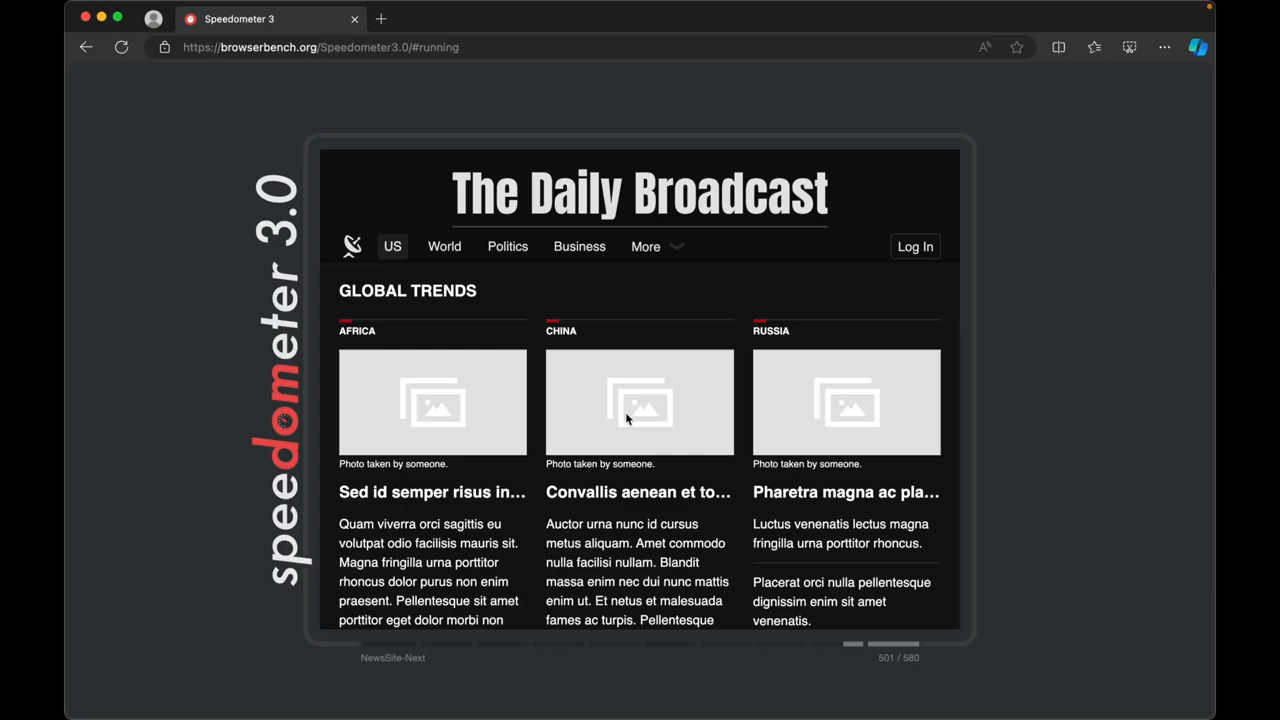 Speedometer 3
https://browserbench.org/Speedometer3.0/#running
speedometer 3.0
The Daily Broadcast
US World Politics Business More Log In
GLOBAL TRENDS
AFRICA
Photo taken by someone.
Sed id semper risus in...
Quam viverra orci sagittis eu
volutpat odio facilisis mauris sit.
Magna fringilla urna porttitor
rhoncus dolor purus non enim
praesent. Pellentesque sit amet
porttitor eget dolor morbi non
CHINA
Photo taken by someone.
Convallis aenean et to...
Auctor urna nunc id cursus
metus aliquam. Amet commodo
nulla facilisi nullam. Blandit
massa enim nec dui nunc mattis
enim ut. Et netus et malesuada
fames ac turpis. Pellentesque
RUSSIA
Photo taken by someone.
Pharetra magna ac pla...
Luctus venenatis lectus magna
fringilla urna porttitor rhoncus.
Placerat orci nulla pellentesque
dignissim enim sit amet
venenatis.
NewsSite-Next
501 / 580